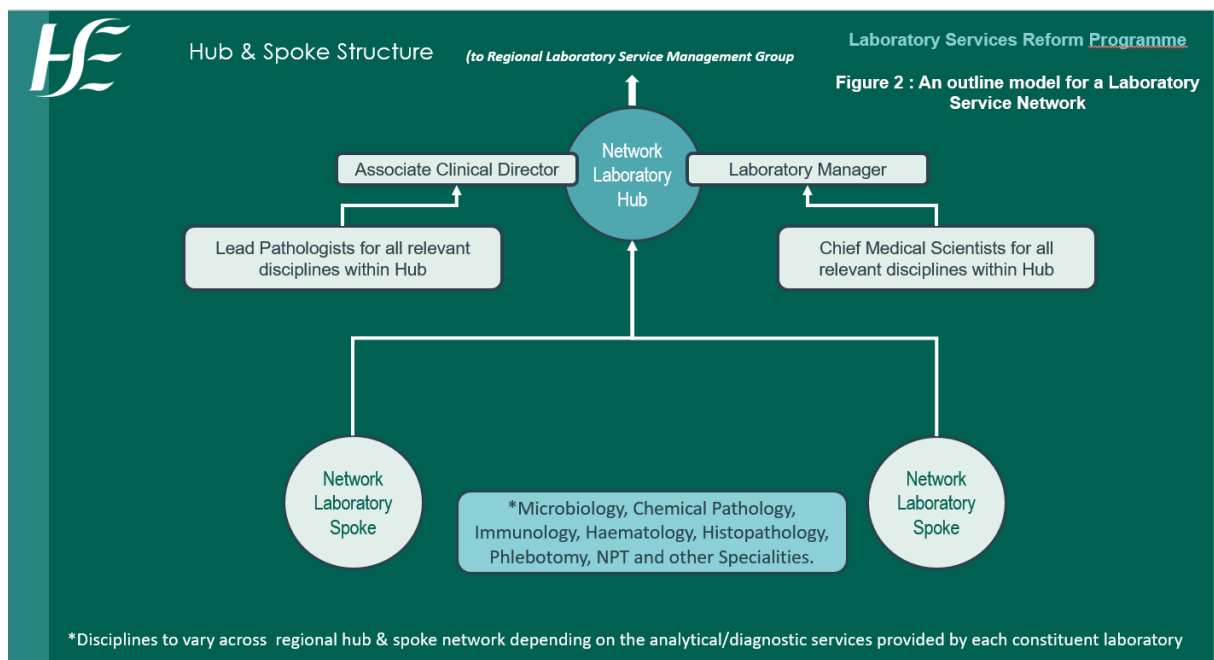 HSE
Hub & Spoke Structure
(to Regional Laboratory Service Management Group
Laboratory Services Reform Programme
Figure 2 : An outline model for a Laboratory
Service Network
Network
Laboratory
Hub
Associate Clinical Director
Laboratory Manager
Lead Pathologists for all relevant
disciplines within Hub
Chief Medical Scientists for all
relevant disciplines within Hub
Network
Laboratory
Spoke
*Microbiology, Chemical Pathology,
Immunology, Haematology, Histopathology,
Phlebotomy, NPT and other Specialities.
Network
Laboratory
Spoke
*Disciplines to vary across regional hub & spoke network depending on the analytical/diagnostic services provided by each constituent laboratory